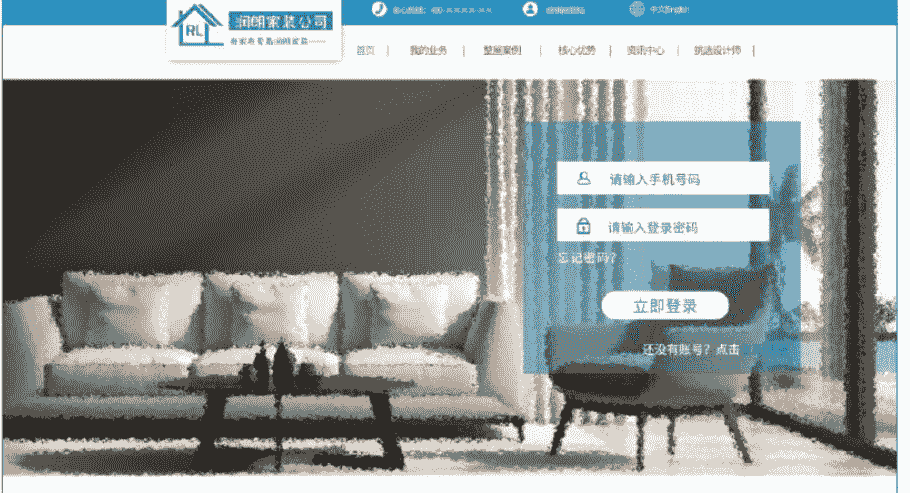 RL 润朗家装公司
中文/English
首页 | 我的业务 | 整屋案例 | 核心优势 | 资讯中心 | 挑选设计师 |
请输入手机号码
请输入登录密码
忘记密码?
立即登录
还没有账号?点击